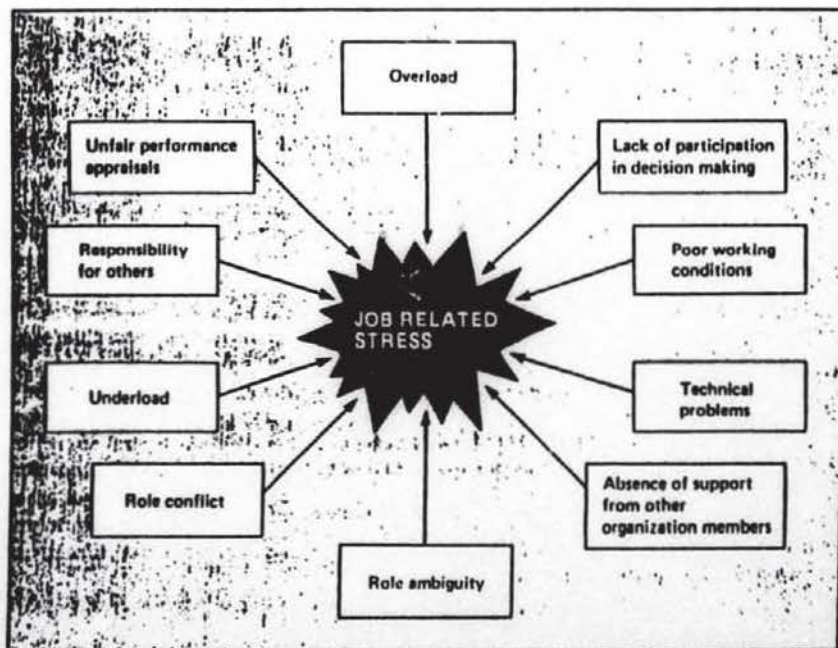 Overload
Unfair performance
appraisals
Lack of participation
in decision making
Responsibility
for others
Poor working
conditions
JOB RELATED
STRESS
Underload
Technical
problems
Role conflict
Absence of support
from other
organization members
Role ambiguity